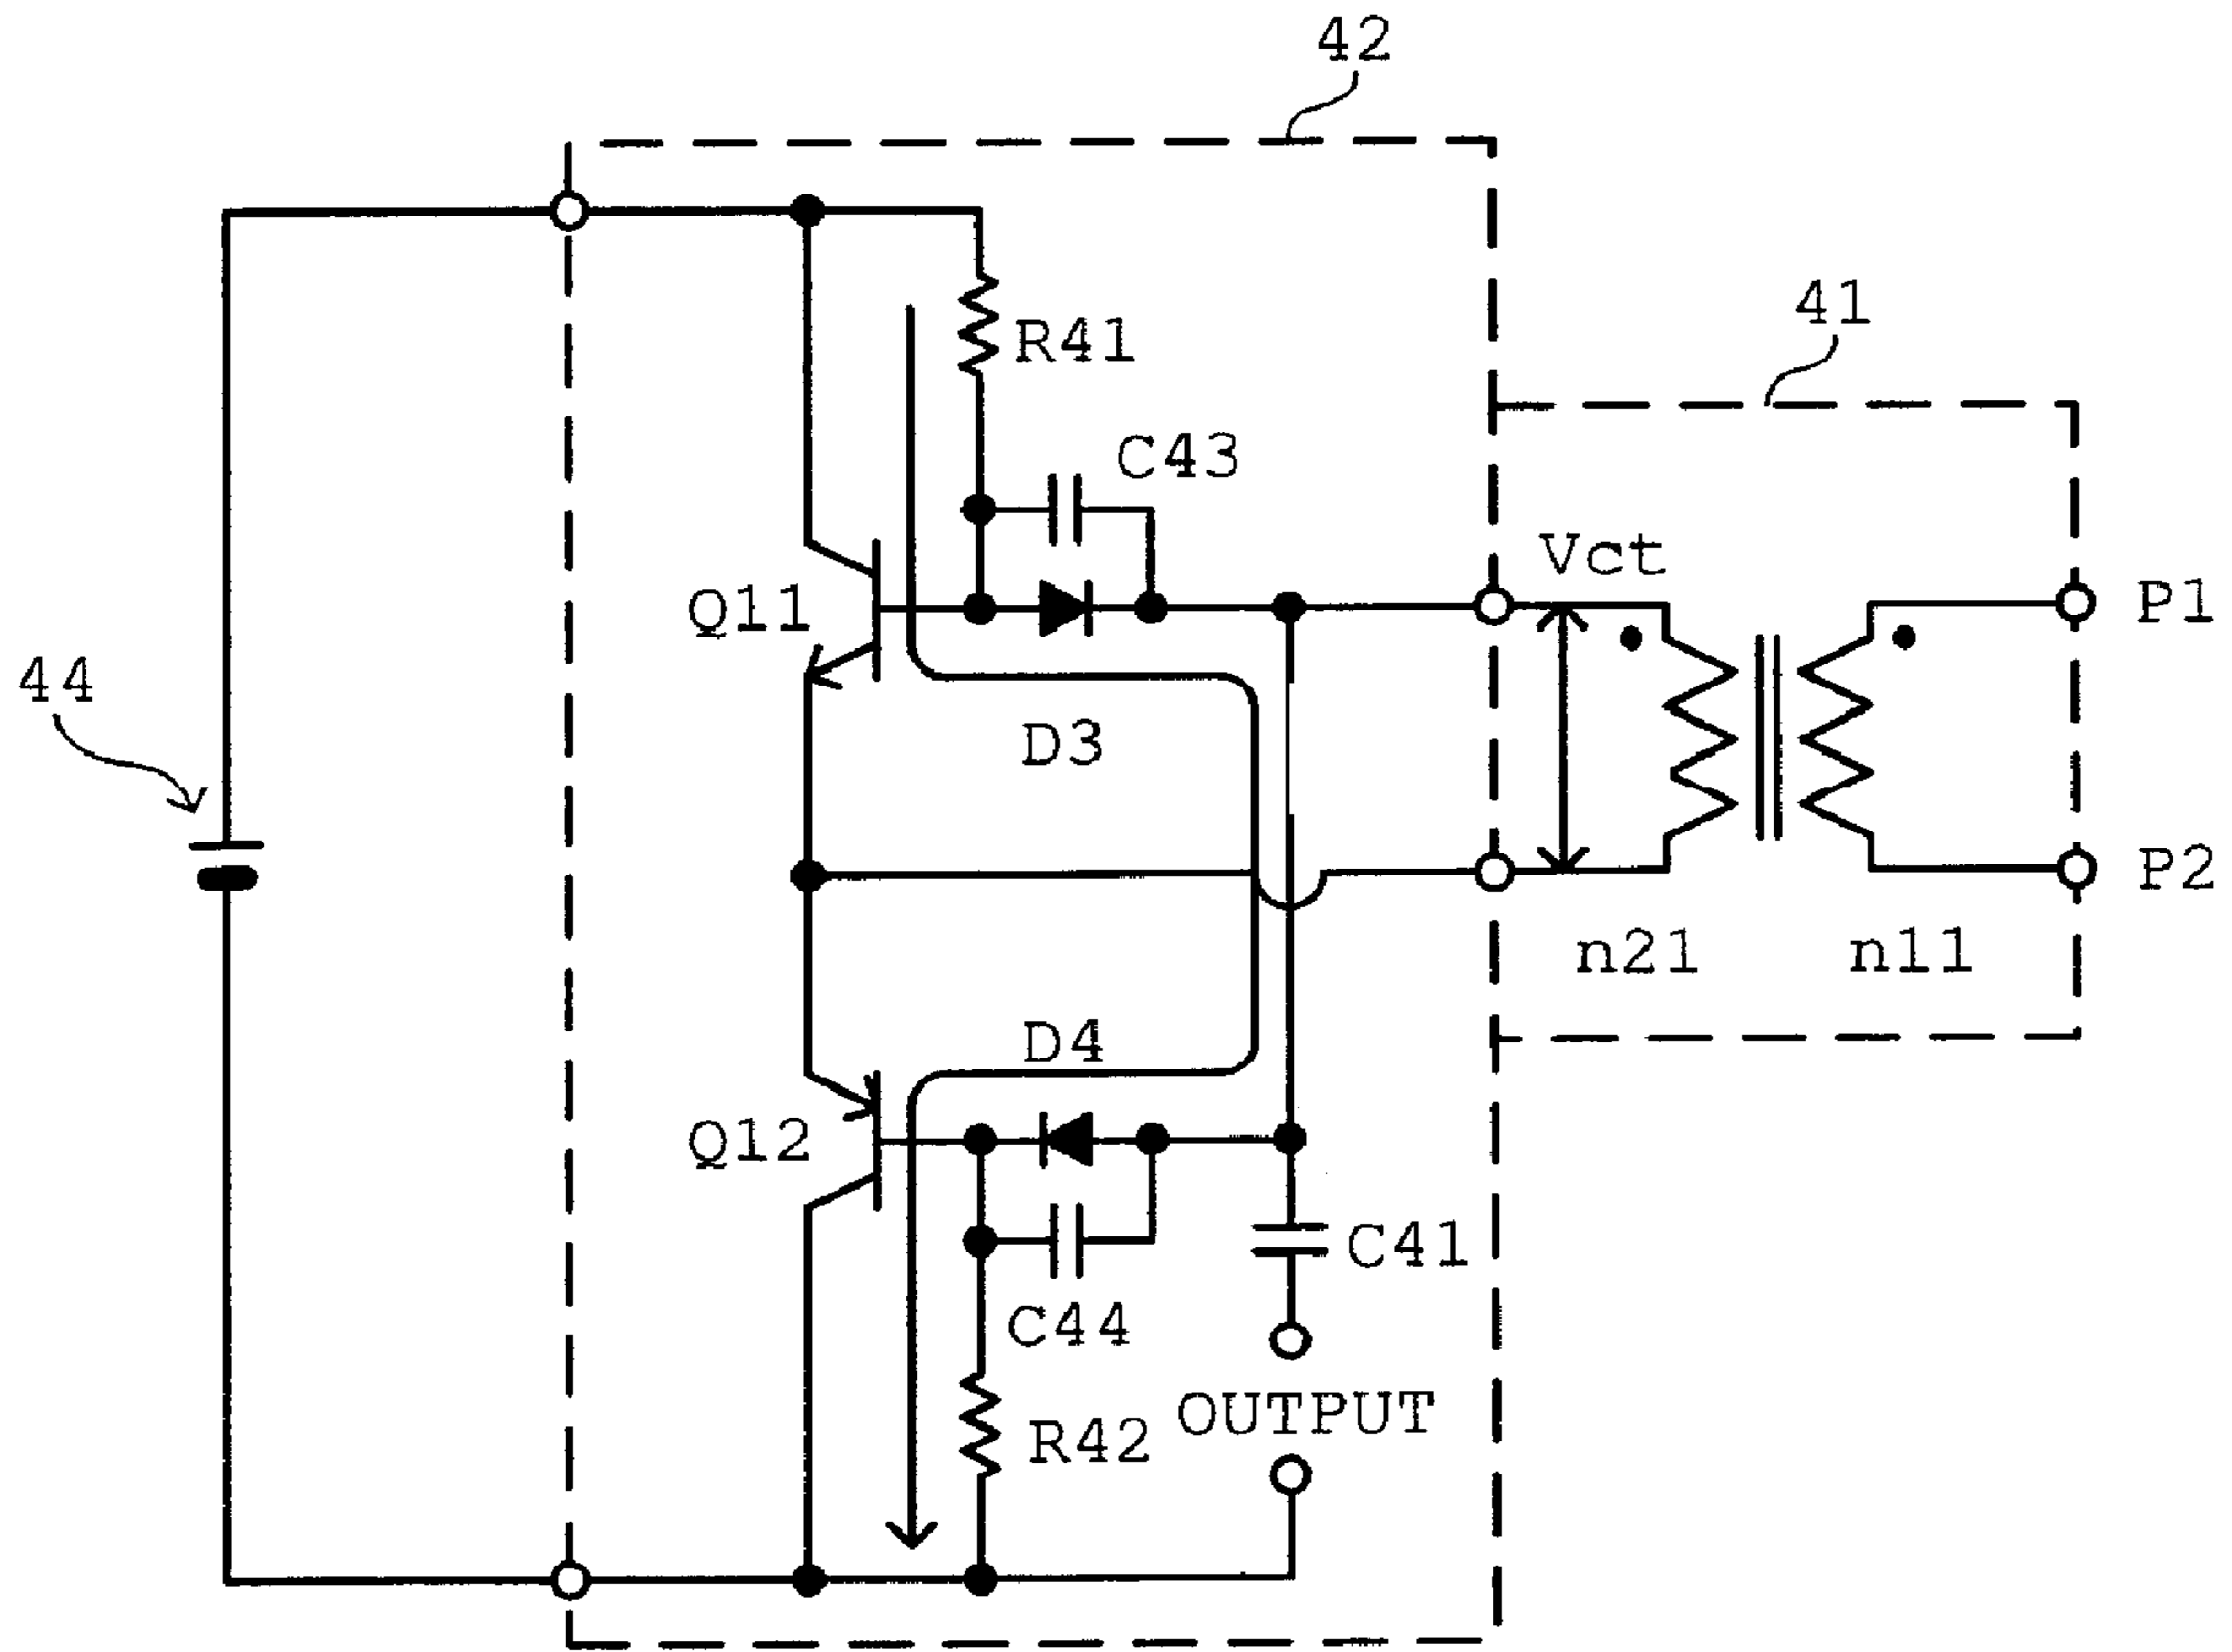 42
41
R41
C43
Vct
Q11
P1
44
D3
P2
n21
n11
D4
Q12
C41
C44
OUTPUT
R42